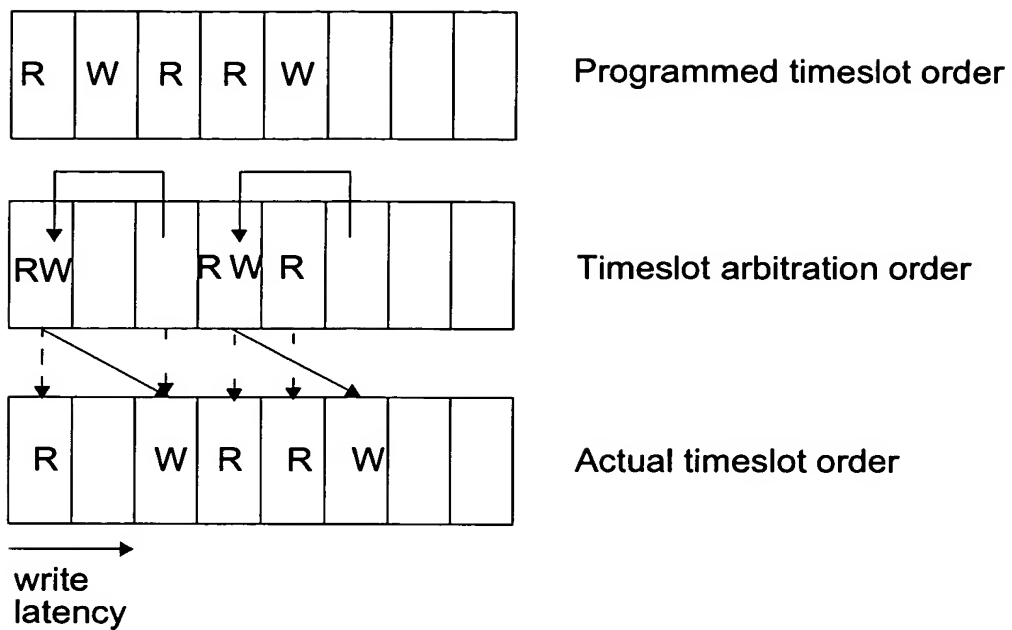 R W R R W Programmed timeslot order
RW R W R Timeslot arbitration order
R W R R W Actual timeslot order
write
latency